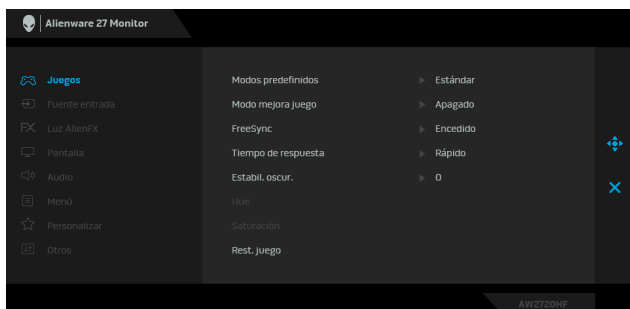 Alienware 27 Monitor
Juegos
Fuente entrada
Luz AlienFX
Pantalla
Audio
Menú
Personalizar
Otros
Modos predefinidos Estándar
Modo mejora juego Apagado
FreeSync Encedido
Tiempo de respuesta Rápido
Estabil. oscur. 0
Hue
Saturación
Rest. juego
AW2720HF